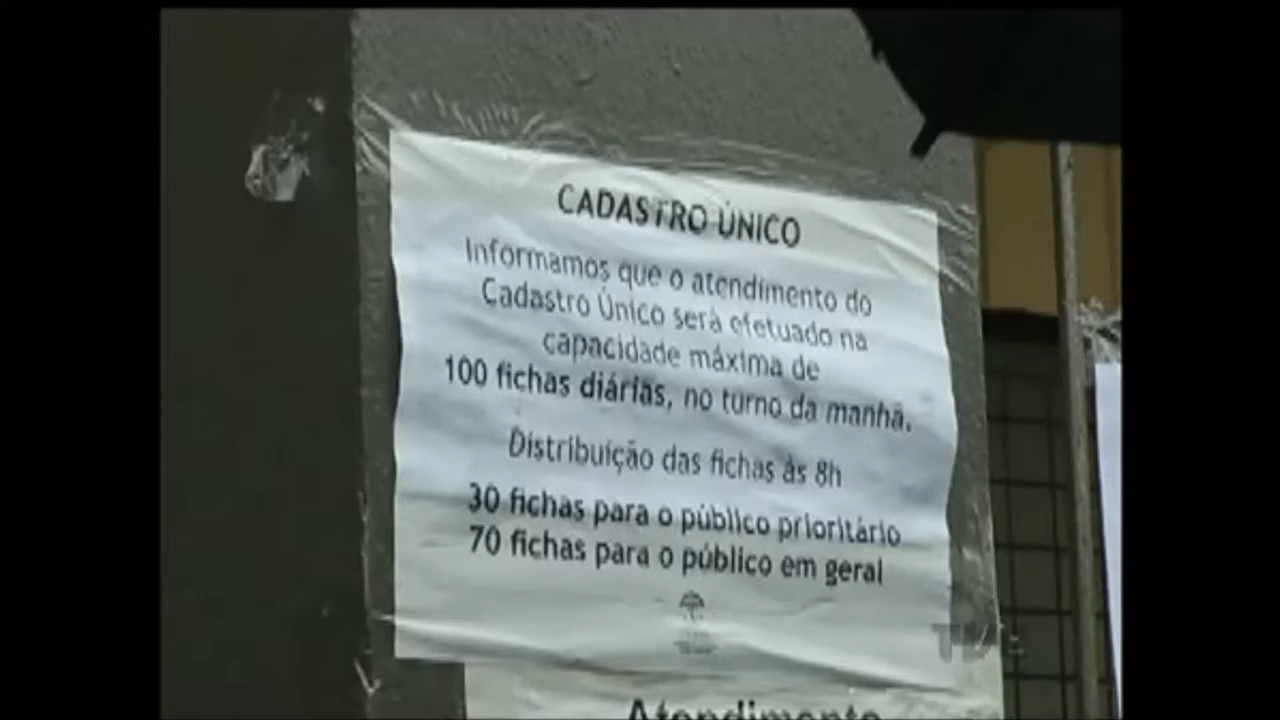 CADASTRO ÚNICO
Informamos que o atendimento do
Cadastro Único será efetuado na
capacidade máxima de
100 fichas diárias, no turno da manhã.
Distribuição das fichas às 8h
30 fichas para o público prioritário
70 fichas para o público em geral
Atendimento